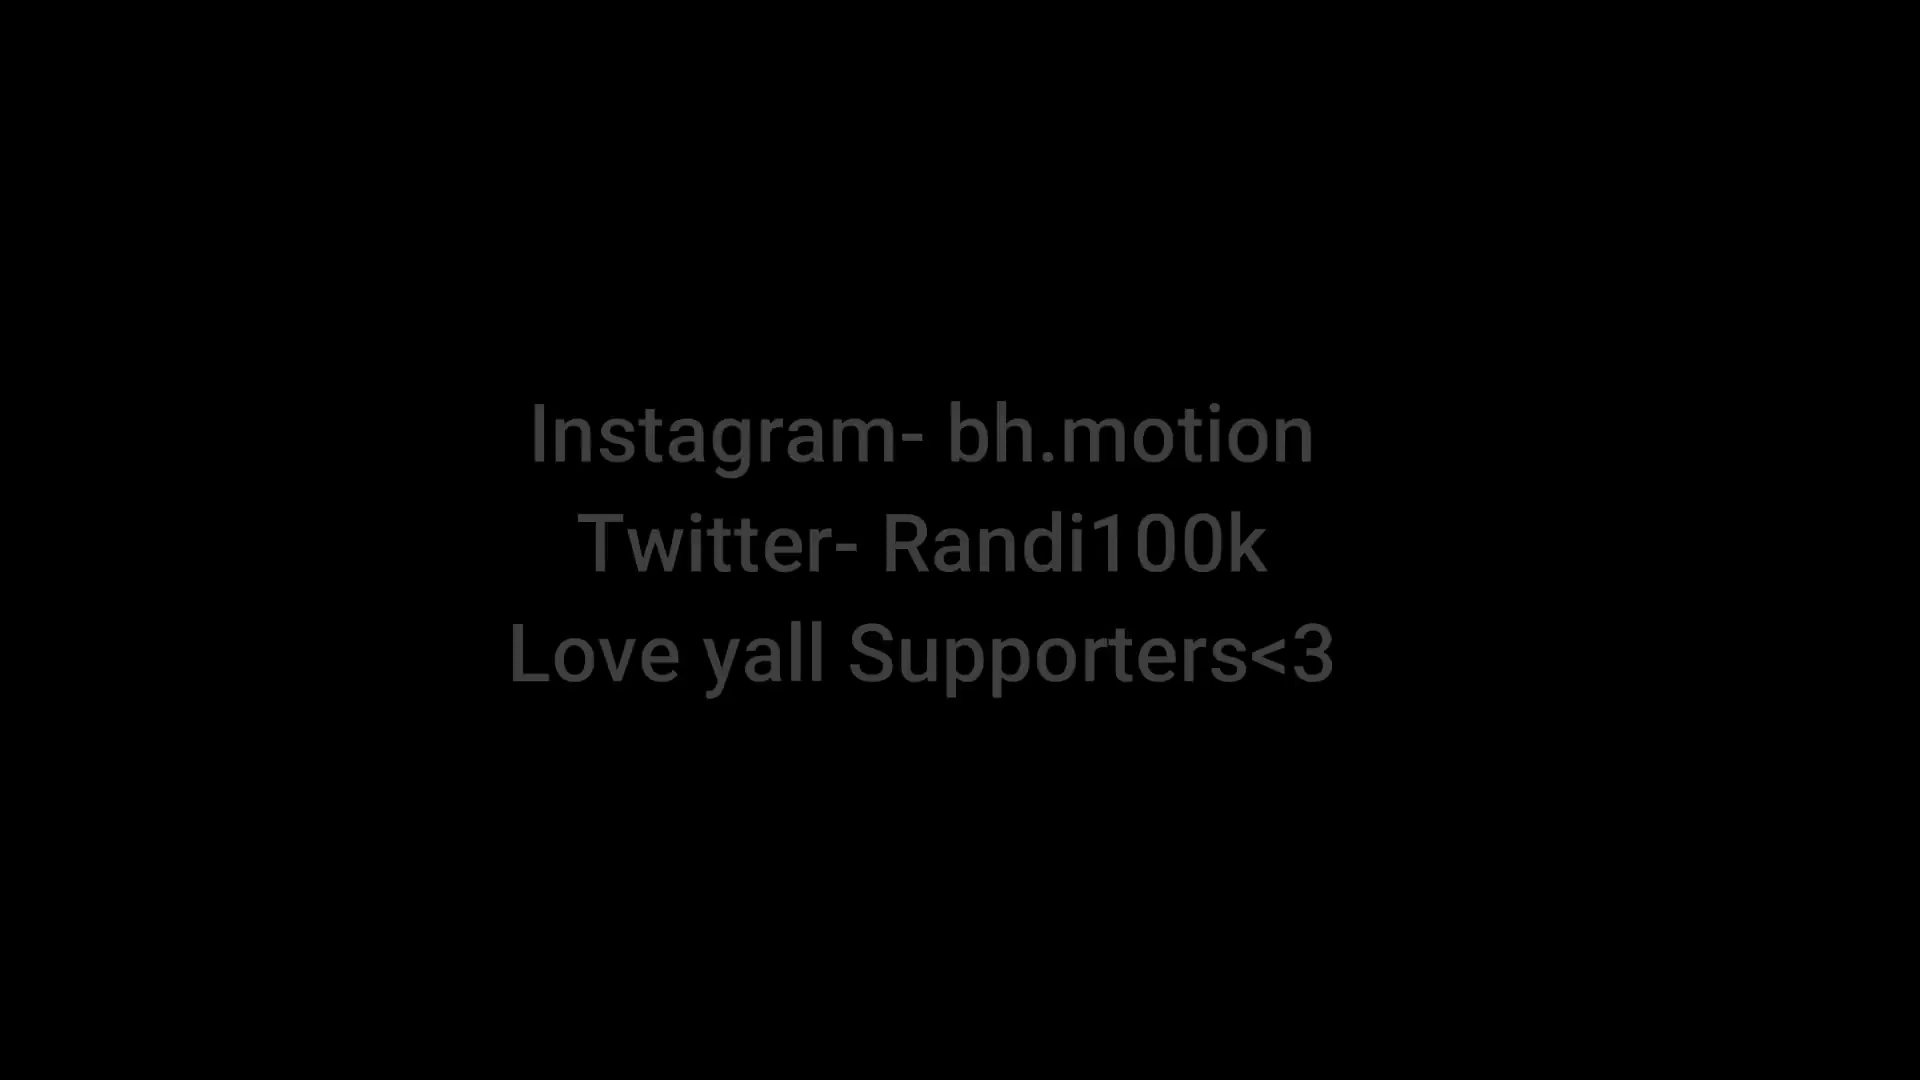 Instagram- bh.motion
Twitter- Randi100k
Love yall Supporters<3